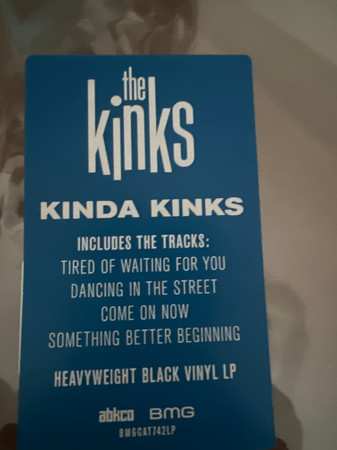 the
kinks
KINDA KINKS
INCLUDES THE TRACKS:
TIRED OF WAITING FOR YOU
DANCING IN THE STREET
COME ON NOW
SOMETHING BETTER BEGINNING
HEAVYWEIGHT BLACK VINYL LP
abkco BMG
BMGCAT742LP